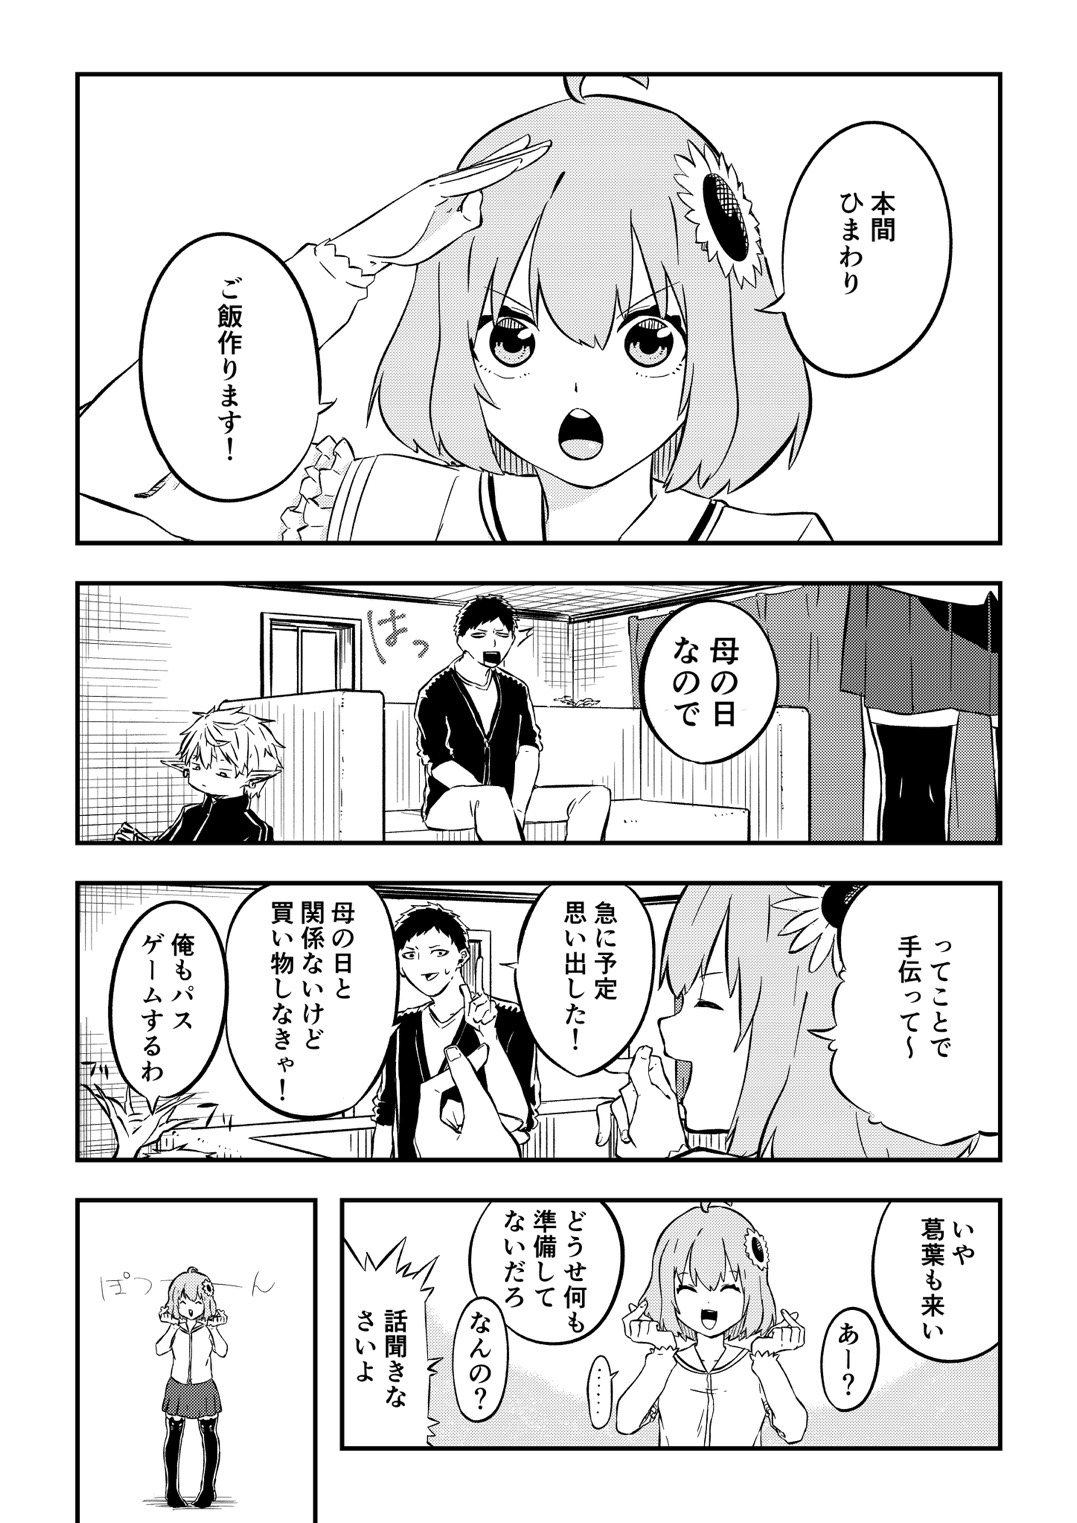 本間
ひまわり
ご飯作ります!
母の日
なので
はっ
ってことで
手伝って~
急に予定
思い出した!
母の日と
関係ないけど
買い物しなきゃ!
俺もパス
ゲームするわ
ブン
いや
葛葉も来い
あー?
どうせ何も
準備して
ないだろ
‥‥‥
なんの?
話聞きな
さいよ
ぽつーーん